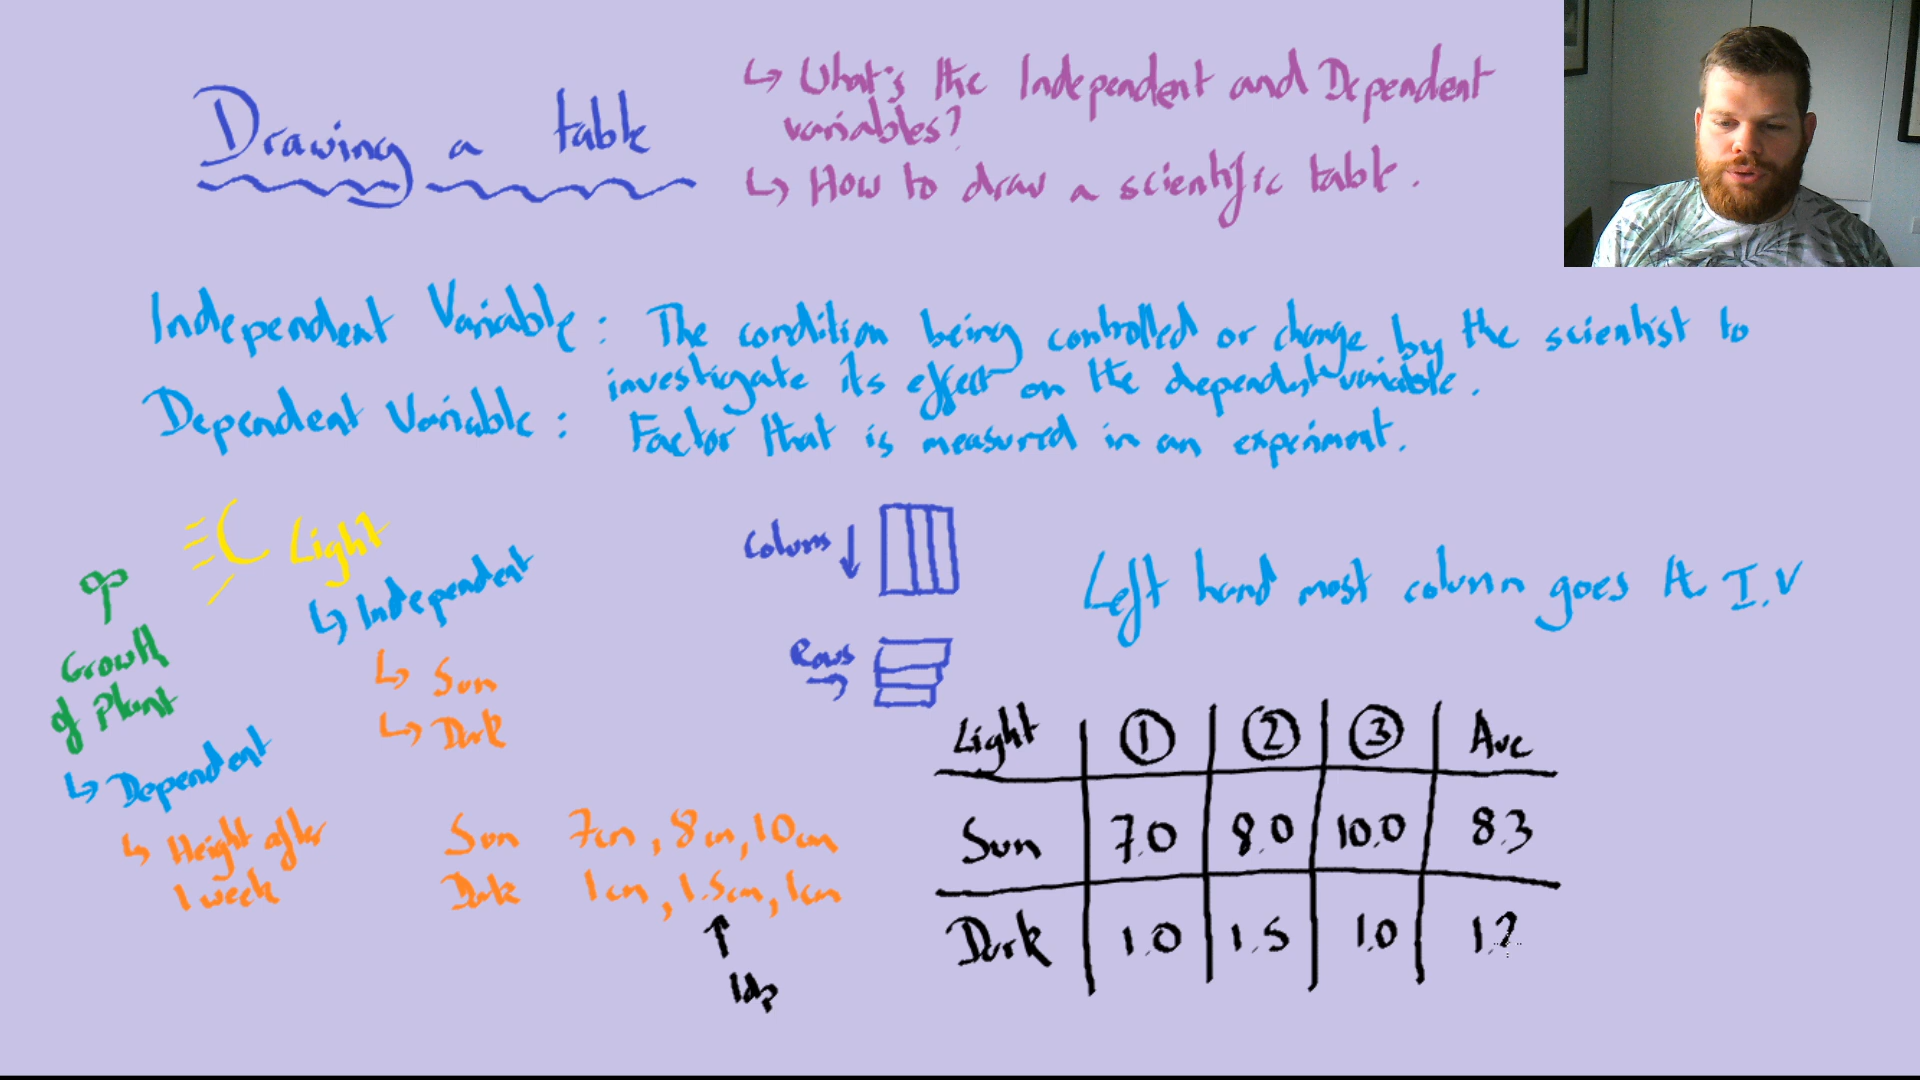 Drawing a table
↳ What's the Independent and Dependent
variables?
↳ How to draw a scientific table.
Independent Variable: The condition being controlled or change by the scientist to
investigate its effect on the dependent variable.
Dependent Variable: Factor that is measured in an experiment.
Light
↳ Independent
↳ Sun
↳ Dark
Growth
of Plant
↳ Dependent
↳ Height after
1 week
Sun 7cm, 8cm, 10cm
Dark 1cm, 1.5cm, 1cm
↑
1dp
Colums ↓
Rows
→
Left hand most column goes the I.V
Light 1 2 3 Ave
Sun 7.0 8.0 10.0 8.3
Dark 1.0 1.5 1.0 1.2